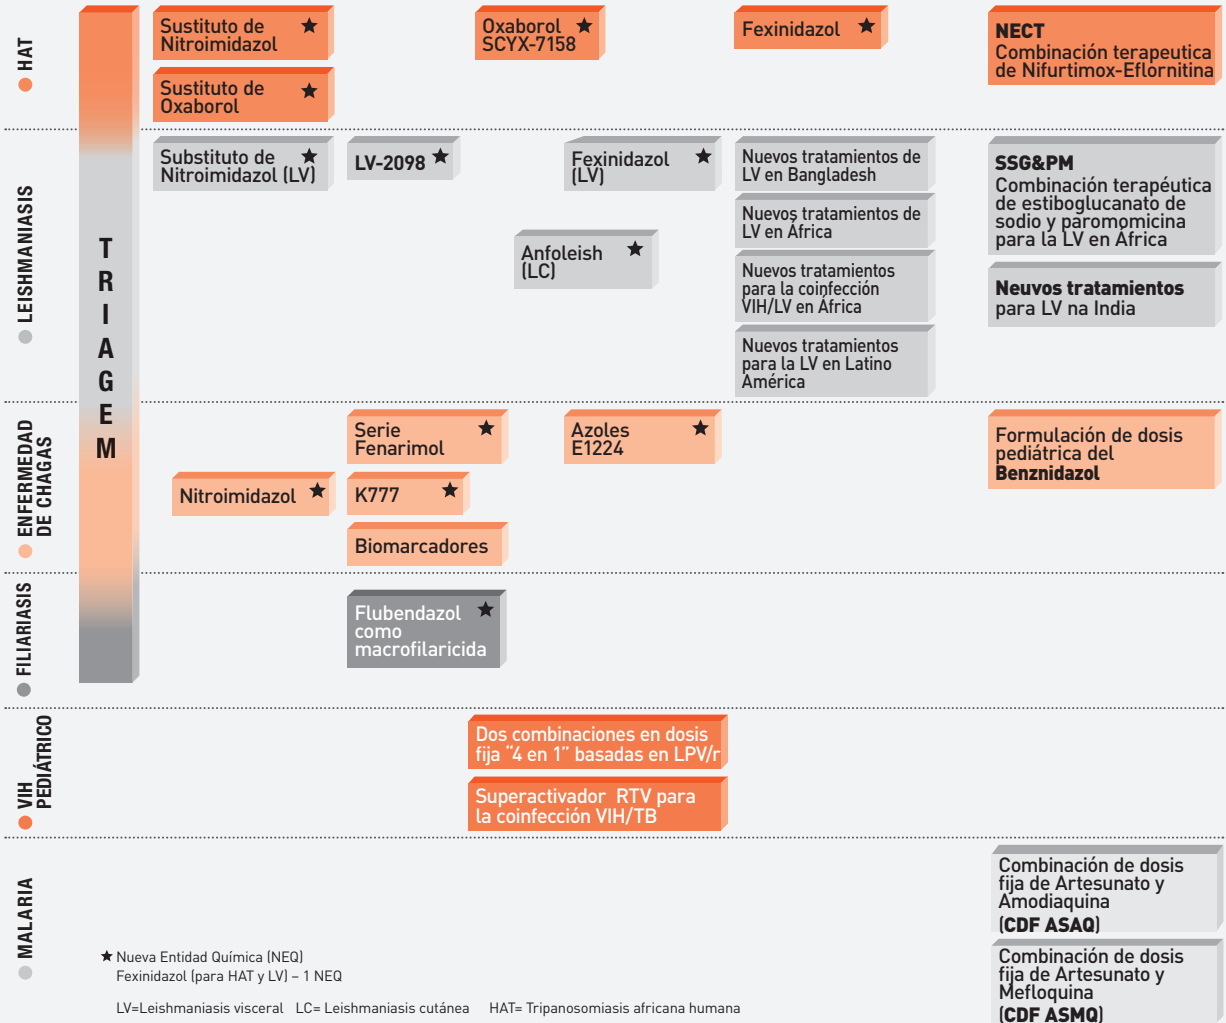 HAT
Sustituto de ★
Nitroimidazol
Sustituto de ★
Oxaborol
Oxaborol ★
SCYX-7158
Fexinidazol ★
NECT
Combinación terapeutica
de Nifurtimox-Eflornitina
TRIAGEM
LEISHMANIASIS
Substituto de ★
Nitroimidazol (LV)
LV-2098 ★
Fexinidazol ★
(LV)
Anfoleish ★
(LC)
Nuevos tratamientos de
LV en Bangladesh
Nuevos tratamientos de
LV en África
Nuevos tratamientos
para la coinfección
VIH/LV en África
Nuevos tratamientos
para la LV en Latino
América
SSG&PM
Combinación terapéutica
de estiboglucanato de
sodio y paromomicina
para la LV en África
Neuvos tratamientos
para LV na India
ENFERMEDAD
DE CHAGAS
Nitroimidazol ★
Serie ★
Fenarimol
K777 ★
Biomarcadores
Azoles ★
E1224
Formulación de dosis
pediátrica del
Benznidazol
FILIARIASIS
Flubendazol ★
como
macrofilaricida
VIH
PEDIÁTRICO
Dos combinaciones en dosis
fija “4 en 1” basadas en LPV/r
Superactivador RTV para
la coinfección VIH/TB
MALARIA
Combinación de dosis
fija de Artesunato y
Amodiaquina
(CDF ASAQ)
Combinación de dosis
fija de Artesunato y
Mefloquina
(CDF ASMQ)
★ Nueva Entidad Química (NEQ)
Fexinidazol (para HAT y LV) – 1 NEQ
LV=Leishmaniasis visceral LC= Leishmaniasis cutánea HAT= Tripanosomiasis africana humana